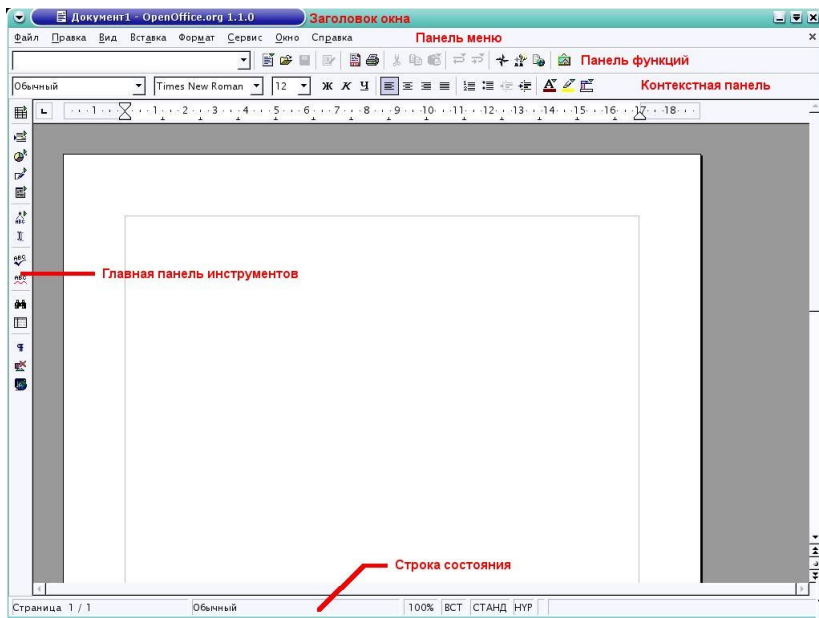 Документ1 - OpenOffice.org 1.1.0 Заголовок окна
Файл Правка Вид Вставка Формат Сервис Окно Справка Панель меню
Панель функций
Обычный Times New Roman 12 Ж К Ч Контекстная панель
1 1 2 3 4 5 6 7 8 9 10 11 12 13 14 15 16 17 18
Главная панель инструментов
Строка состояния
Страница 1 / 1 Обычный 100% ВСТ СТАНД HYP